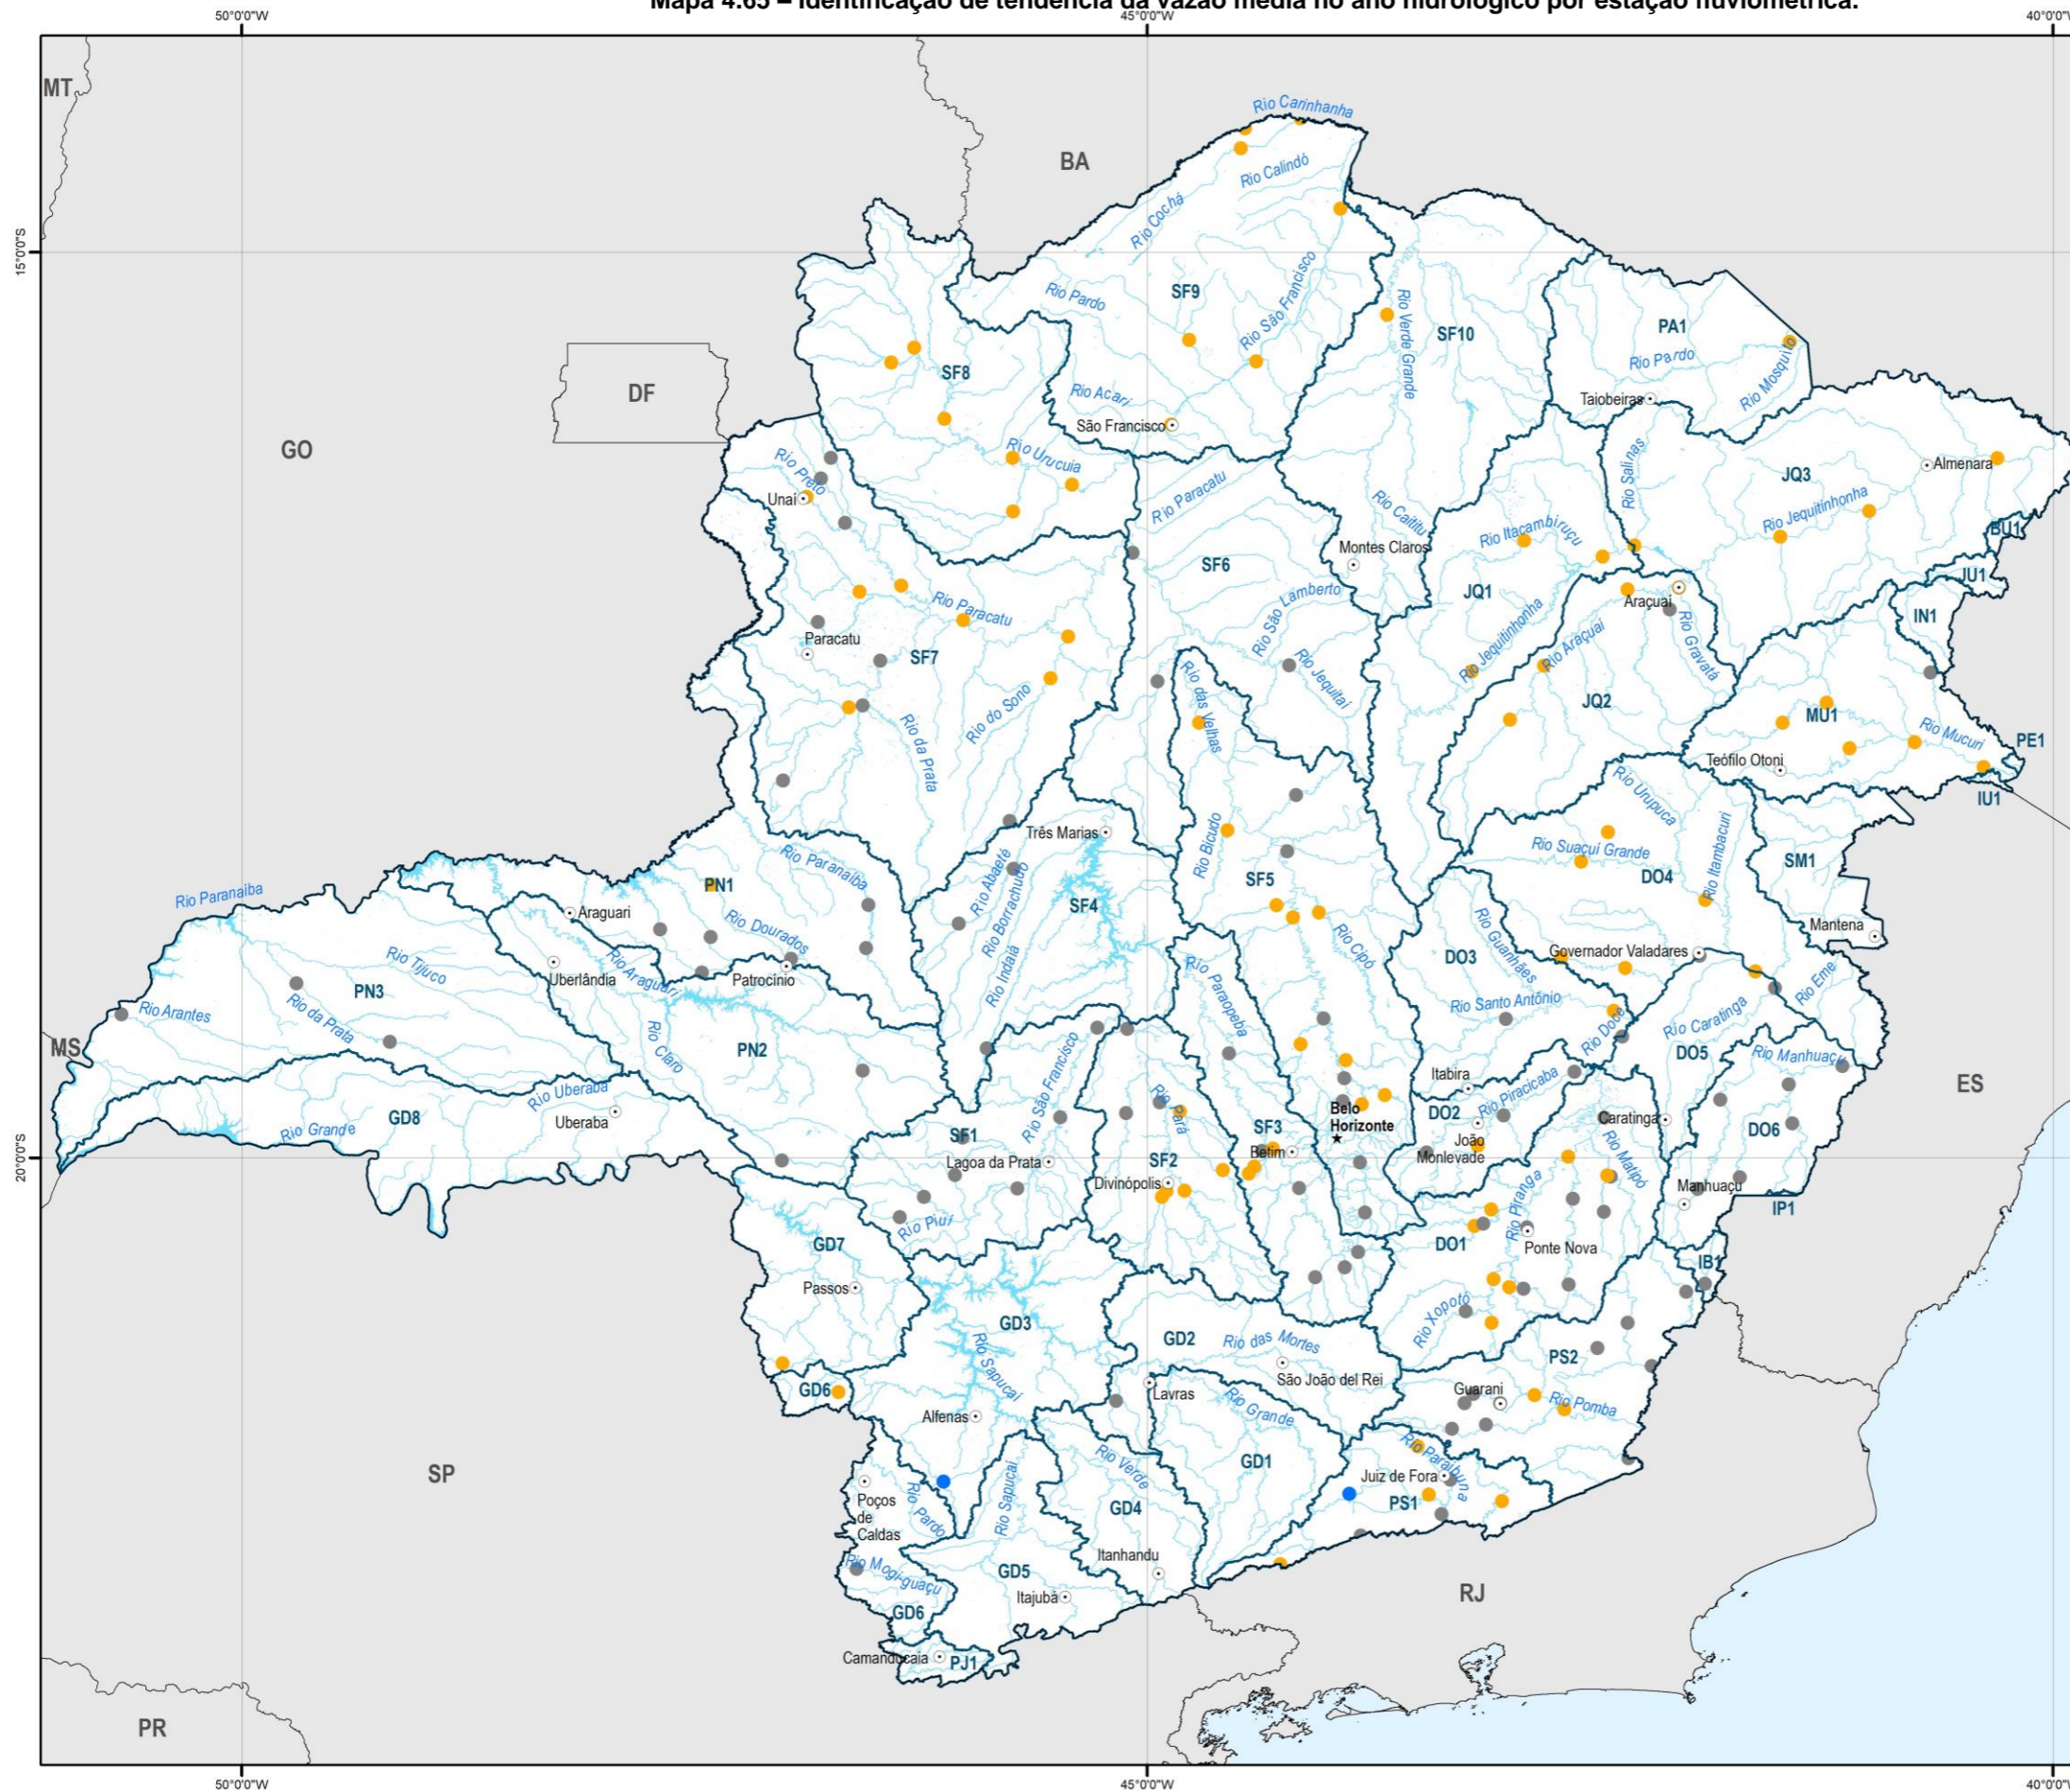 Mapa 4.65 – Identificação de tendência da vazão média no ano hidrológico por estação fluviométrica.
50°0'0"W
45°0'0"W
MT
Rio Carinhanha
BA
Rio Calindó
Rio Cochá
15°0'0"S
Rio Pardo
SF9
Rio São Francisco
Rio Verde Grande
SF10
PA1
Rio Pardo
Rio Mosquito
SF8
DF
Rio Acari
Taiobeiras
São Francisco
GO
Rio Urucuia
Rio Preto
Unaí
Rio Paracatu
Rio Salinas
Almenara
JQ3
Rio Jequitinhonha
BU1
Rio Caititu
Rio Itacambiruçu
Montes Claros
SF6
JU1
JQ1
Araçuaí
IN1
Rio São Lamberto
Rio Paracatu
Paracatu
SF7
Rio Jequitinhonha
Rio Araçuaí
Rio Gravatá
Rio das Velhas
Rio Jequitaí
Rio do Sono
JQ2
MU1
Rio da Prata
Rio Mucuri
PE1
Teófilo Otoni
IU1
Rio Urupuca
Três Marias
Rio Bicudo
Rio Suaçuí Grande
Rio Itambacuri
SM1
Rio Paranaíba
Rio Abaeté
PN1
SF5
DO4
Rio Paranaíba
Araguari
Rio Borrachudo
SF4
Rio Dourados
Rio Cipó
Rio Guanhães
Mantena
DO3
Governador Valadares
Rio Tijuco
Uberlândia
Rio Araguari
Patrocínio
Rio Indaiá
Rio Paraopeba
PN3
Rio Eme
Rio Arantes
Rio da Prata
Rio Santo Antônio
Rio Doce
Rio Caratinga
MS
Rio Claro
PN2
Rio São Francisco
DO5
Rio Manhuaçu
Itabira
Rio Piracicaba
ES
Rio Uberaba
Uberaba
GD8
Rio Grande
Rio Pará
Belo
Horizonte
DO2
Caratinga
DO6
SF1
SF3
João
Monlevade
Rio Matipó
20°0'0"S
Lagoa da Prata
SF2
Betim
Divinópolis
Manhuaçu
IP1
Rio Piranga
Rio Piuí
GD7
DO1
Ponte Nova
IB1
Passos
Rio Xopotó
GD3
GD2
Rio das Mortes
Rio Sapucaí
PS2
GD6
São João del Rei
Lavras
Guarani
Rio Pomba
Alfenas
Rio Grande
SP
Rio Verde
GD1
Rio Paraibuna
Juiz de Fora
Poços
de
Caldas
Rio Pardo
Rio Sapucaí
GD4
PS1
Itanhandu
Rio Mogi-guaçu
GD5
Itajubá
RJ
GD6
Camanducaia
PJ1
PR
50°0'0"W
45°0'0"W